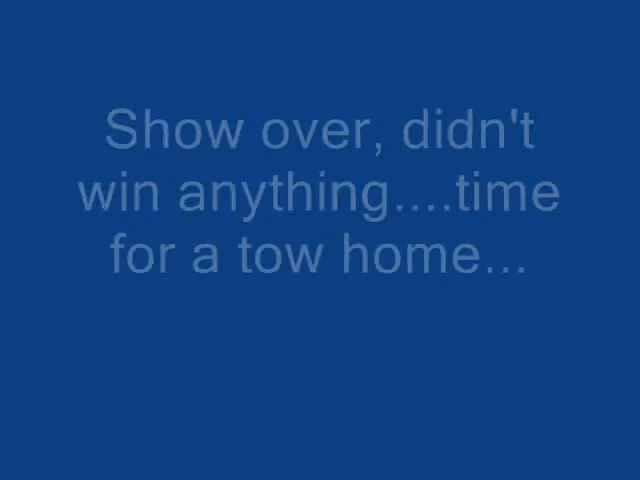 Show over, didn't
win anything....time
for a tow home...